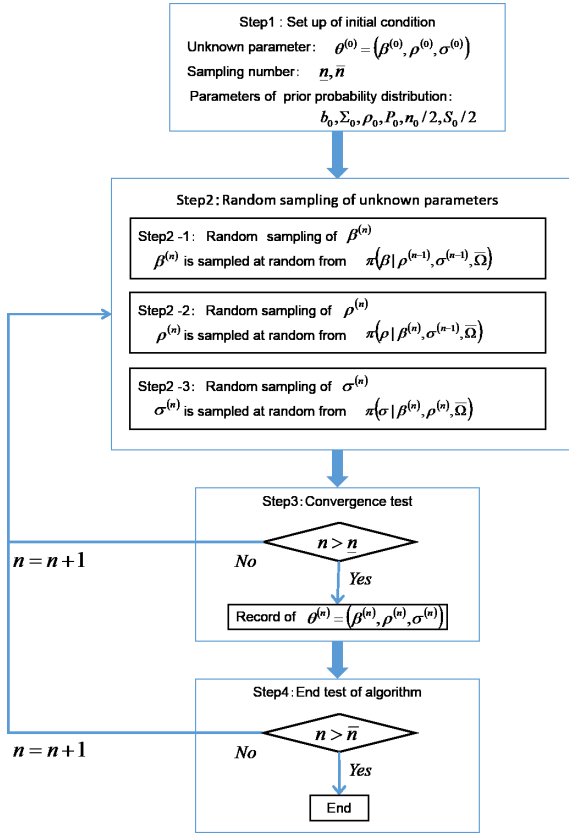 Step1 : Set up of initial condition
Unknown parameter: θ^(0) = (β^(0), ρ^(0), σ^(0))
Sampling number: n̲, n̅
Parameters of prior probability distribution:
b₀, Σ₀, ρ₀, P₀, n₀/2, S₀/2
Step2: Random sampling of unknown parameters
Step2 -1: Random sampling of β^(n)
β^(n) is sampled at random from π(β | ρ^(n-1), σ^(n-1), Ω̅)
Step2 -2: Random sampling of ρ^(n)
ρ^(n) is sampled at random from π(ρ | β^(n), σ^(n-1), Ω̅)
Step2 -3: Random sampling of σ^(n)
σ^(n) is sampled at random from π(σ | β^(n), ρ^(n), Ω̅)
Step3: Convergence test
n > n̲
No
n = n+1
Yes
Record of θ^(n) = (β^(n), ρ^(n), σ^(n))
Step4: End test of algorithm
n > n̅
No
n = n+1
Yes
End